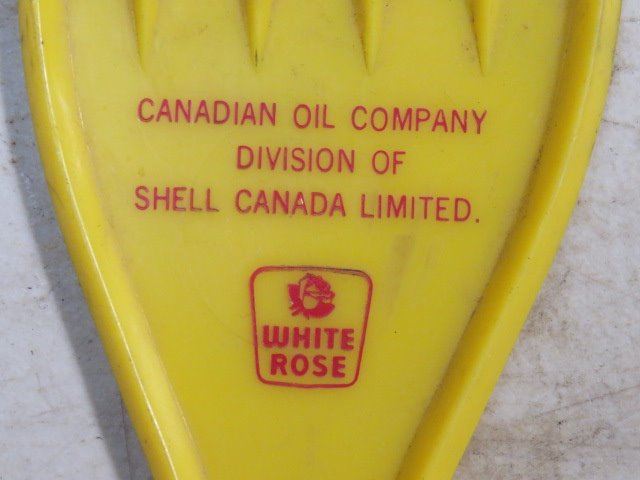 CANADIAN OIL COMPANY
DIVISION OF
SHELL CANADA LIMITED.
WHITE
ROSE